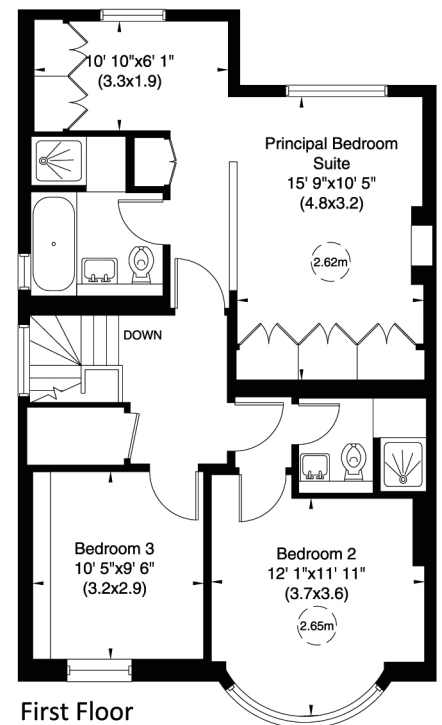 10' 10"x6' 1"
(3.3x1.9)
Principal Bedroom
Suite
15' 9"x10' 5"
(4.8x3.2)
2.62m
DOWN
Bedroom 3
10' 5"x9' 6"
(3.2x2.9)
Bedroom 2
12' 1"x11' 11"
(3.7x3.6)
2.65m
First Floor